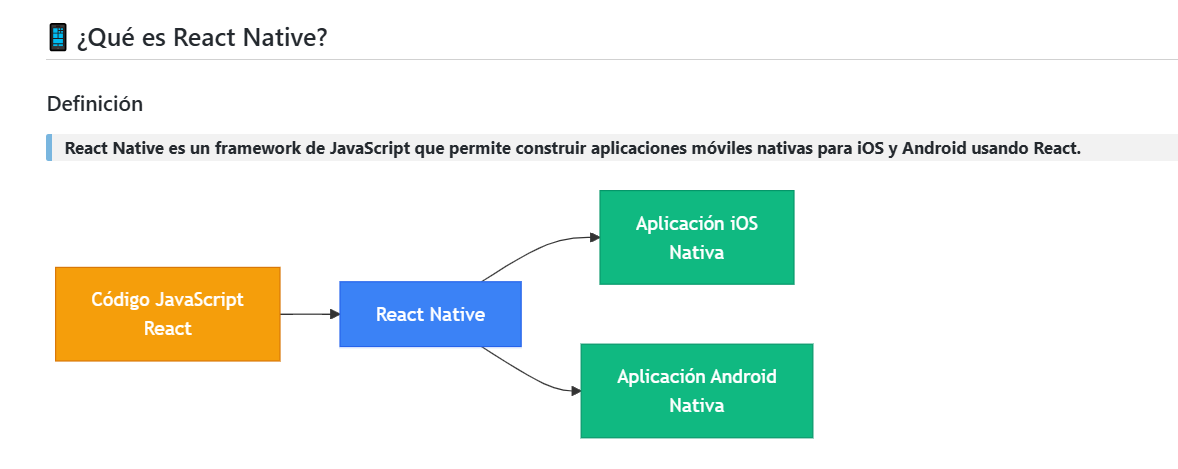 📱 ¿Qué es React Native?
Definición
React Native es un framework de JavaScript que permite construir aplicaciones móviles nativas para iOS y Android usando React.
Código JavaScript
React
React Native
Aplicación iOS
Nativa
Aplicación Android
Nativa